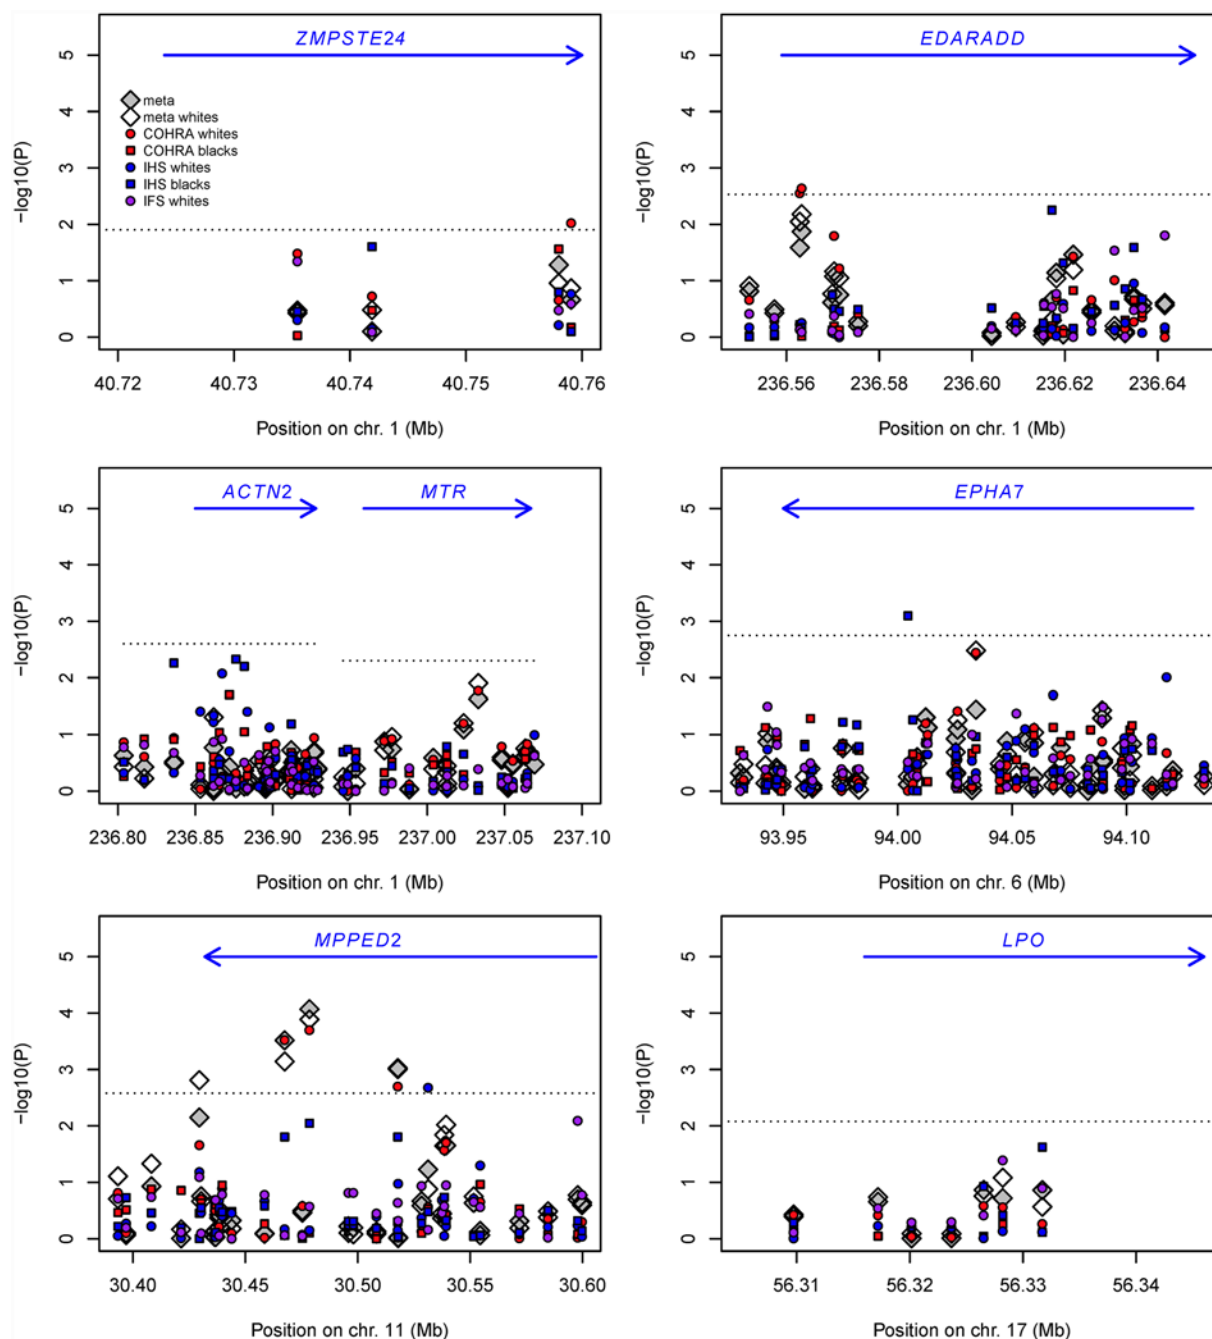 ZMPSTE24
5
4
3
2
1
0
−log10(P)
meta
meta whites
COHRA whites
COHRA blacks
IHS whites
IHS blacks
IFS whites
40.72 40.73 40.74 40.75 40.76
Position on chr. 1 (Mb)
EDARADD
5
4
3
2
1
0
−log10(P)
236.56 236.58 236.60 236.62 236.64
Position on chr. 1 (Mb)
ACTN2 MTR
5
4
3
2
1
0
−log10(P)
236.80 236.85 236.90 236.95 237.00 237.05 237.10
Position on chr. 1 (Mb)
EPHA7
5
4
3
2
1
0
−log10(P)
93.95 94.00 94.05 94.10
Position on chr. 6 (Mb)
MPPED2
5
4
3
2
1
0
−log10(P)
30.40 30.45 30.50 30.55 30.60
Position on chr. 11 (Mb)
LPO
5
4
3
2
1
0
−log10(P)
56.31 56.32 56.33 56.34
Position on chr. 17 (Mb)